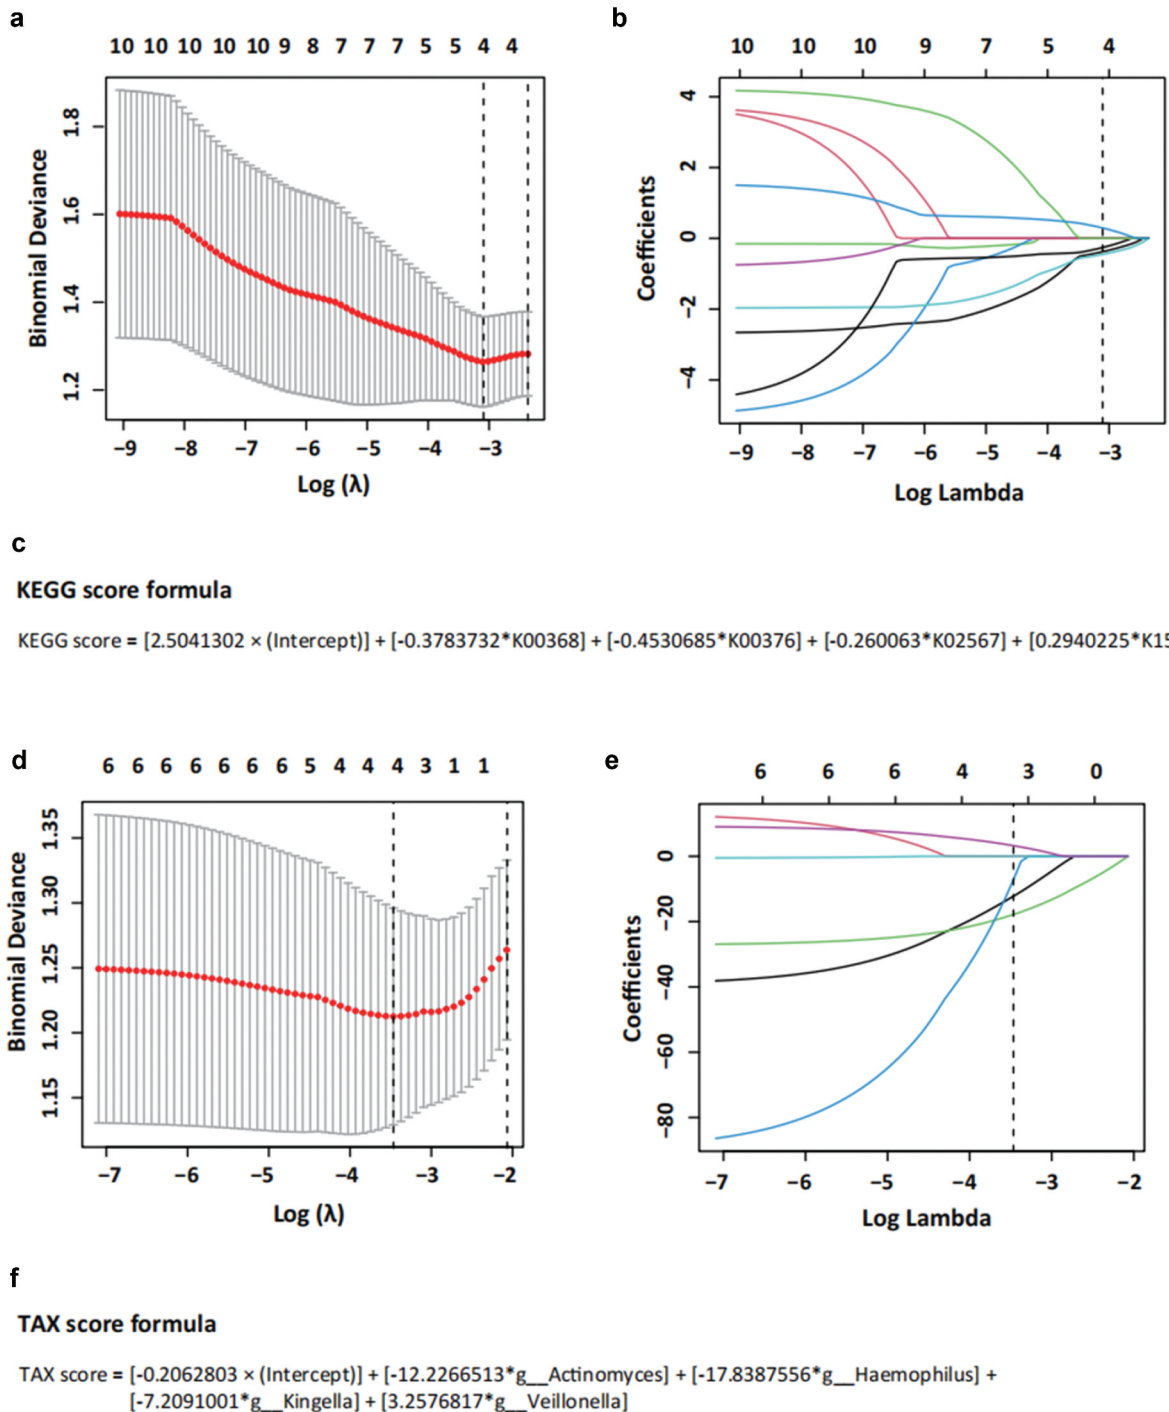 a
10 10 10 10 10 9 8 7 7 7 5 5 4 4
Binomial Deviance
1.8
1.6
1.4
1.2
−9 −8 −7 −6 −5 −4 −3
Log (λ)
b
10 10 10 9 7 5 4
Coefficients
4
2
0
−2
−4
−9 −8 −7 −6 −5 −4 −3
Log Lambda
c
KEGG score formula
KEGG score = [2.5041302 × (Intercept)] + [-0.3783732*K00368] + [-0.4530685*K00376] + [-0.260063*K02567] + [0.2940225*K15
d
6 6 6 6 6 6 6 5 4 4 4 3 1 1
Binomial Deviance
1.35
1.30
1.25
1.20
1.15
−7 −6 −5 −4 −3 −2
Log (λ)
e
6 6 6 4 3 0
Coefficients
0
−20
−40
−60
−80
−7 −6 −5 −4 −3 −2
Log Lambda
f
TAX score formula
TAX score = [-0.2062803 × (Intercept)] + [-12.2266513*g__Actinomyces] + [-17.8387556*g__Haemophilus] +
[-7.2091001*g__Kingella] + [3.2576817*g__Veillonella]